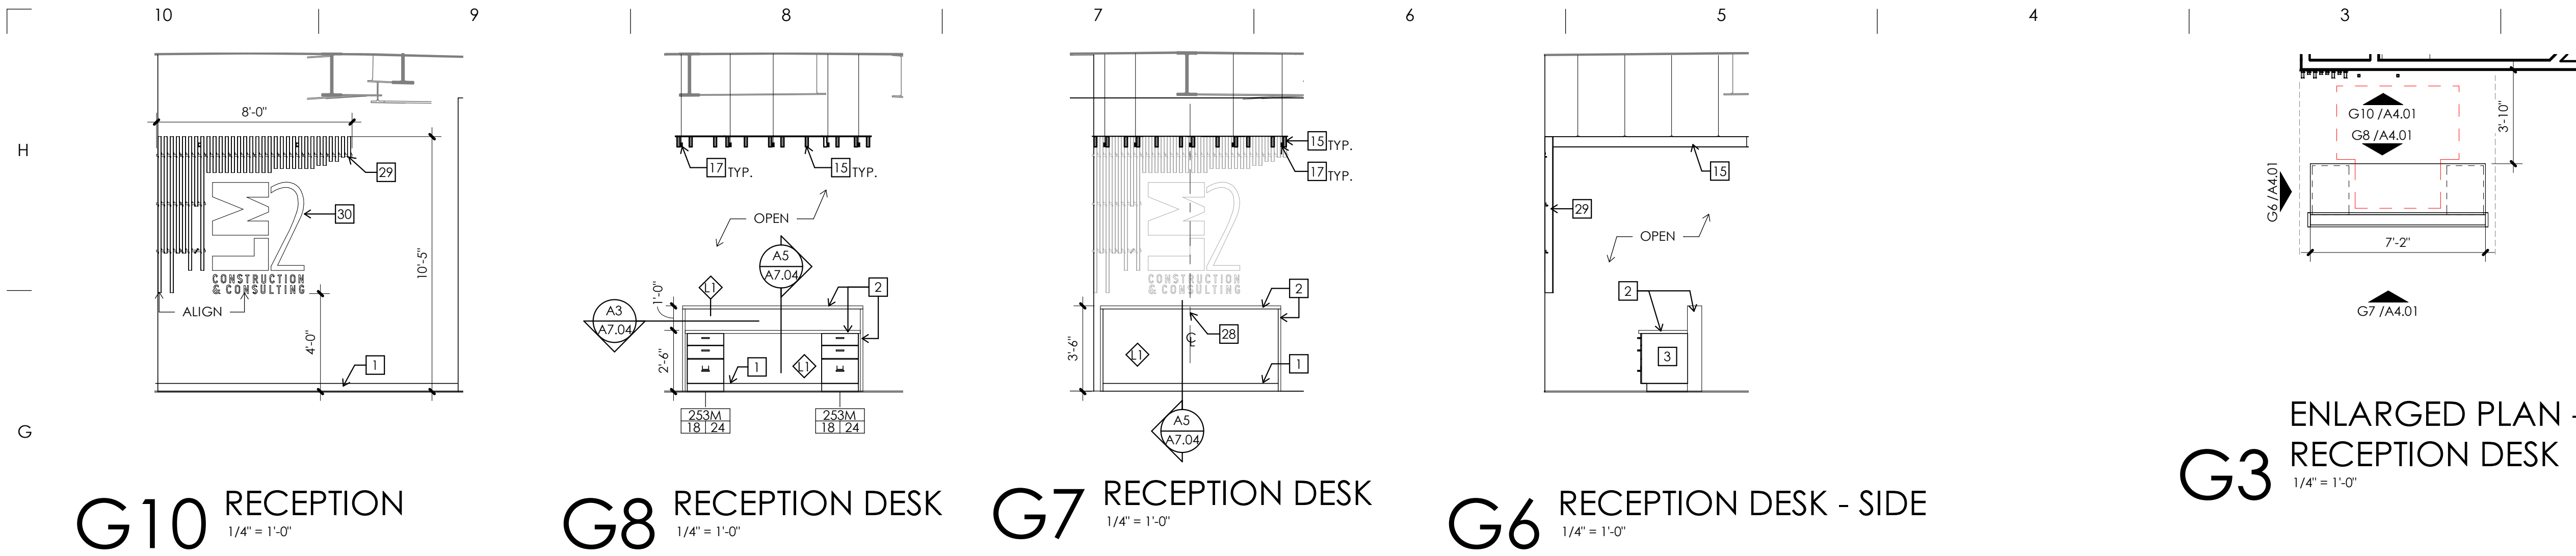 10
9
8
7
6
5
4
3
H
G
8'-0"
29
30
LM2
CONSTRUCTION
& CONSULTING
ALIGN
10'-5"
4'-0"
1
G10 RECEPTION
1/4" = 1'-0"
17 TYP.
15 TYP.
OPEN
A5
A7.04
L1
1'-0"
2
A3
A7.04
2'-6"
1
L1
253M
18 24
253M
18 24
G8 RECEPTION DESK
1/4" = 1'-0"
15 TYP.
17 TYP.
LM2
CONSTRUCTION
& CONSULTING
2
28
3'-6"
L1
1
A5
A7.04
G7 RECEPTION DESK
1/4" = 1'-0"
15
29
OPEN
2
3
G6 RECEPTION DESK - SIDE
1/4" = 1'-0"
G10 /A4.01
G8 /A4.01
3'-10"
G6 /A4.01
7'-2"
G7 /A4.01
G3 ENLARGED PLAN -
RECEPTION DESK
1/4" = 1'-0"